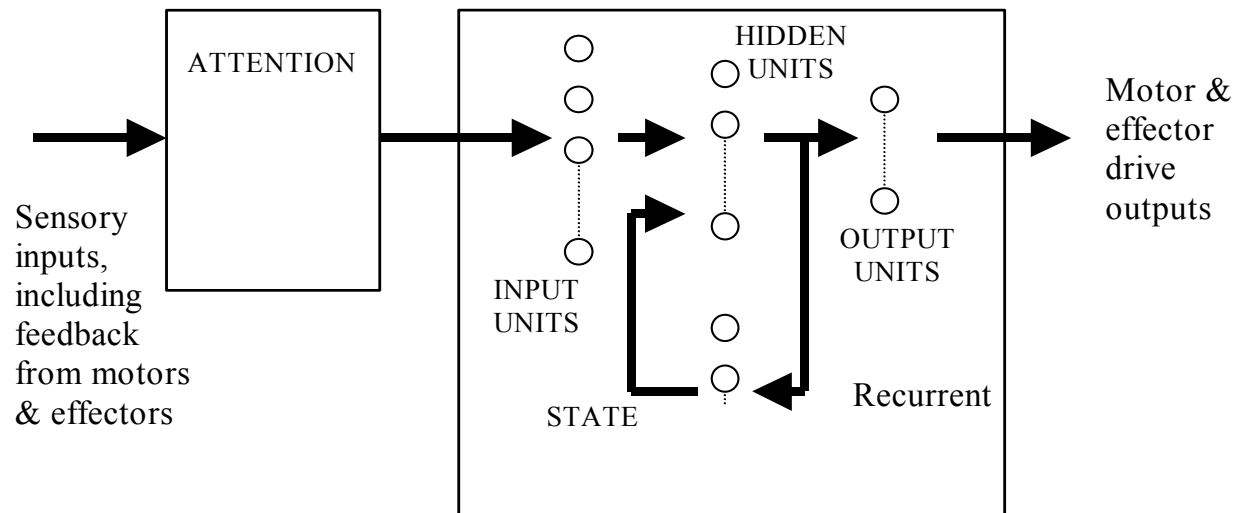 ATTENTION
Sensory
inputs,
including
feedback
from motors
& effectors
INPUT
UNITS
HIDDEN
UNITS
STATE
OUTPUT
UNITS
Recurrent
Motor &
effector
drive
outputs